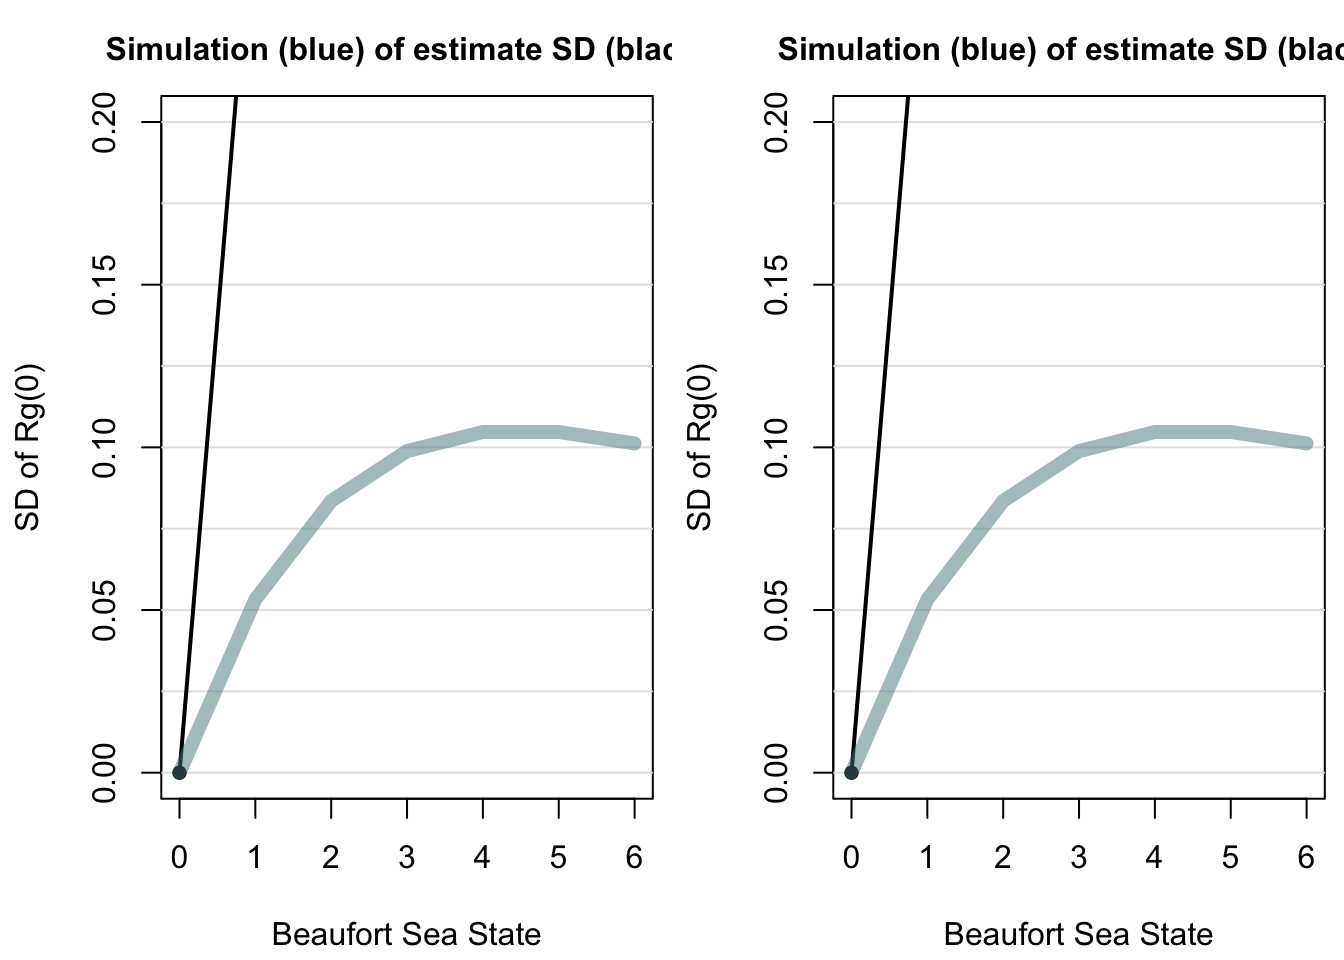 Simulation (blue) of estimate SD (blac
0.20
0.15
0.10
0.05
0.00
SD of Rg(0)
0 1 2 3 4 5 6
Beaufort Sea State
Simulation (blue) of estimate SD (blac
0.20
0.15
0.10
0.05
0.00
SD of Rg(0)
0 1 2 3 4 5 6
Beaufort Sea State